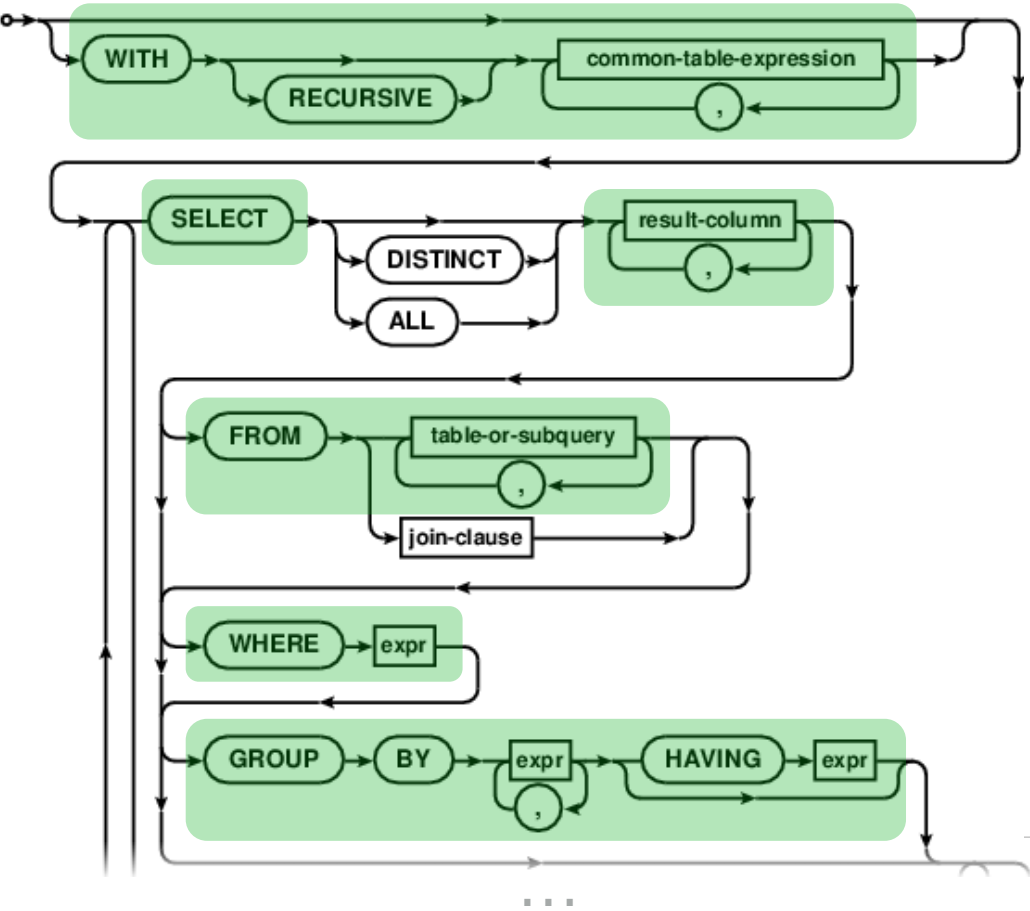 WITH common-table-expression
RECURSIVE
,
SELECT result-column
DISTINCT ,
ALL
FROM table-or-subquery
,
join-clause
WHERE expr
GROUP BY expr HAVING expr
,